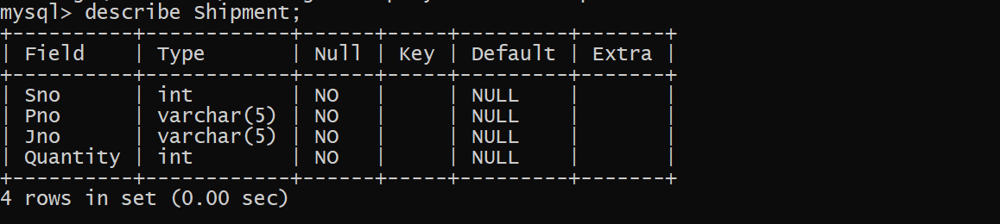 mysql> describe Shipment;
+----------+------------+------+-----+---------+-------+
| Field    | Type       | Null | Key | Default | Extra |
+----------+------------+------+-----+---------+-------+
| Sno      | int        | NO   |     | NULL    |       |
| Pno      | varchar(5) | NO   |     | NULL    |       |
| Jno      | varchar(5) | NO   |     | NULL    |       |
| Quantity | int        | NO   |     | NULL    |       |
+----------+------------+------+-----+---------+-------+
4 rows in set (0.00 sec)